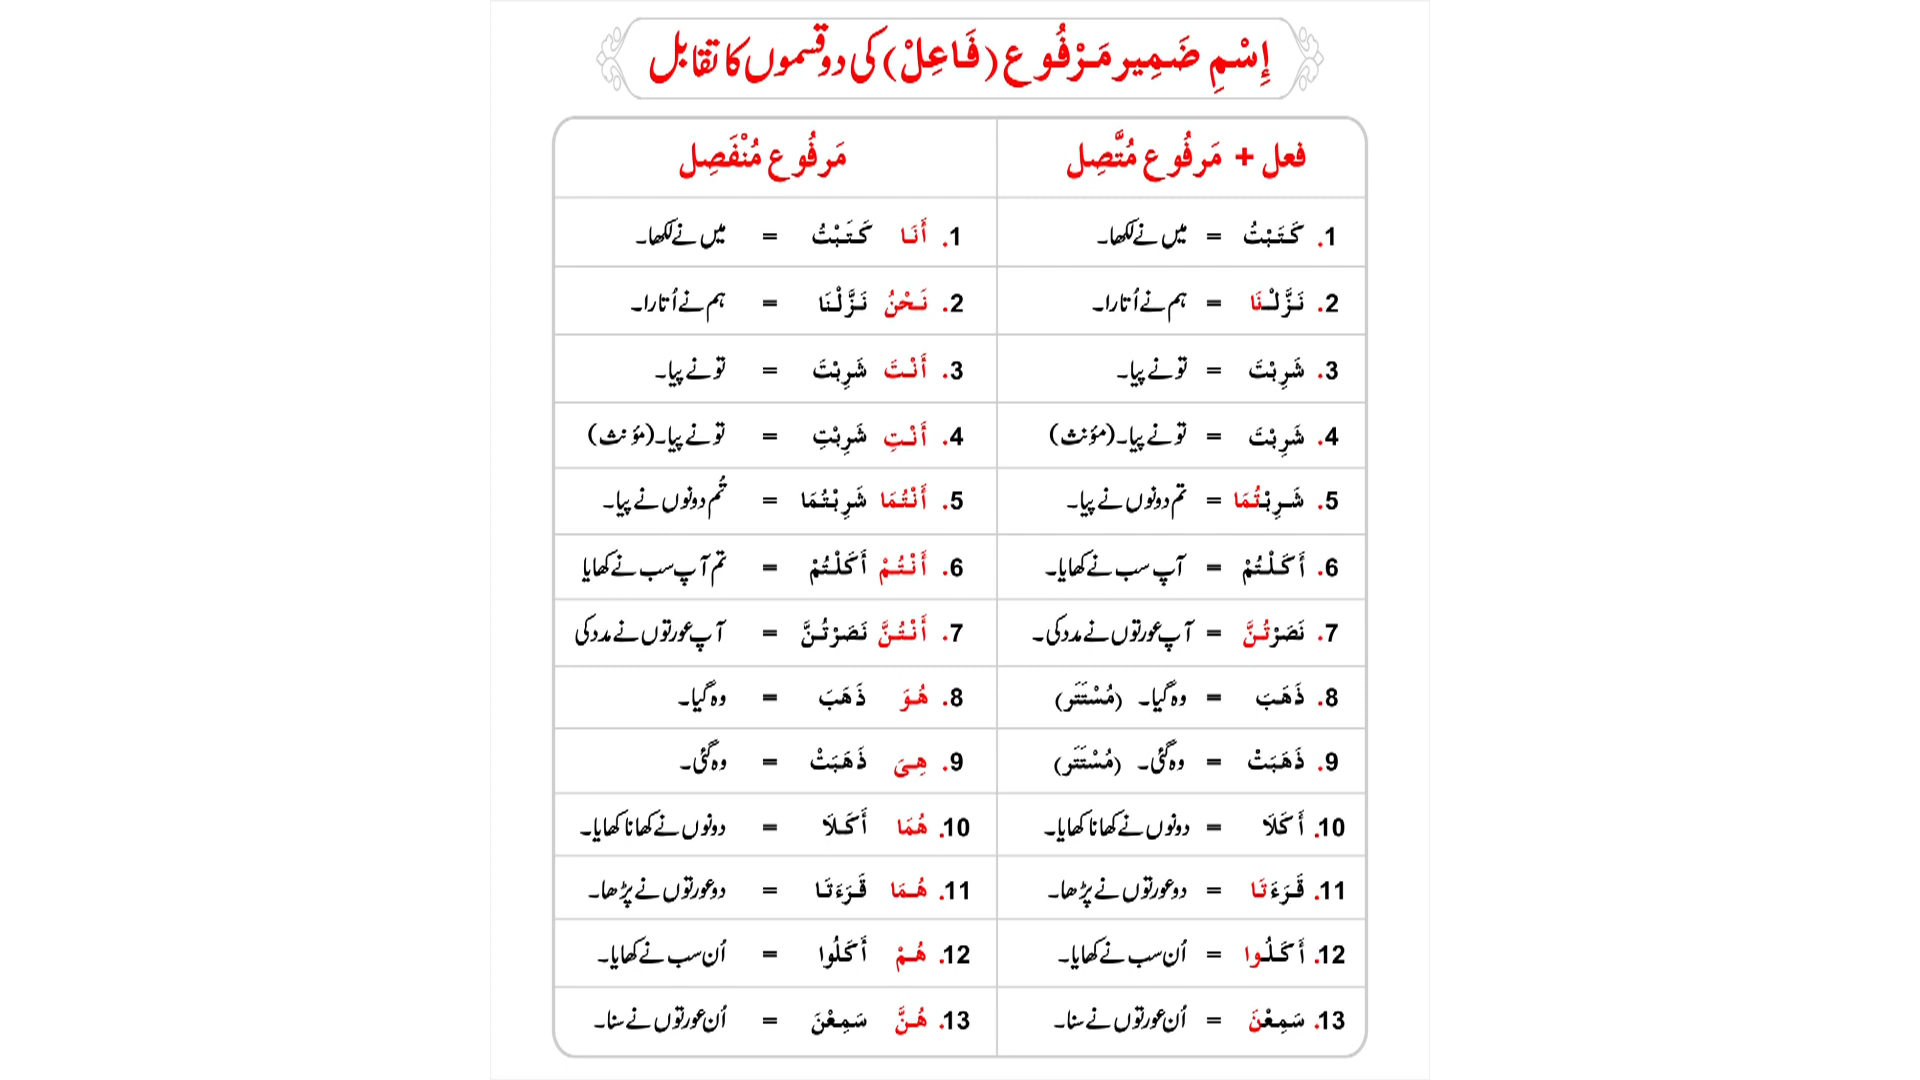 إِسْمِ ضَمِير مَرْفُوع (فَاعِلْ) کی دو قسموں کا تقابل
فعل + مَرفُوع مُتَّصِل	مَرفُوع مُنْفَصِل
1. كَتَبْتُ = میں نے لکھا۔	1. أَنَا كَتَبْتُ = میں نے لکھا۔
2. نَزَّلْنَا = ہم نے اُتارا۔	2. نَحْنُ نَزَّلْنَا = ہم نے اُتارا۔
3. شَرِبْتَ = تو نے پیا۔	3. أَنْتَ شَرِبْتَ = تو نے پیا۔
4. شَرِبْتَ = تو نے پیا۔ (مؤنث)	4. أَنْتِ شَرِبْتِ = تو نے پیا۔ (مؤنث)
5. شَرِبْتُمَا = تم دونوں نے پیا۔	5. أَنْتُمَا شَرِبْتُمَا = تُم دونوں نے پیا۔
6. أَكَلْتُمْ = آپ سب نے کھایا۔	6. أَنْتُمْ أَكَلْتُمْ = تم آپ سب نے کھایا
7. نَصَرْتُنَّ = آپ عورتوں نے مدد کی۔	7. أَنْتُنَّ نَصَرْتُنَّ = آپ عورتوں نے مدد کی
8. ذَهَبَ = وہ گیا۔ (مُسْتَتَر)	8. هُوَ ذَهَبَ = وہ گیا۔
9. ذَهَبَتْ = وہ گئی۔ (مُسْتَتَر)	9. هِىَ ذَهَبَتْ = وہ گئی۔
10. أَكَلَا = دونوں نے کھانا کھایا۔	10. هُمَا أَكَلَا = دونوں نے کھانا کھایا۔
11. قَرَءَتَا = دو عورتوں نے پڑھا۔	11. هُمَا قَرَءَتَا = دو عورتوں نے پڑھا۔
12. أَكَلُوا = اُن سب نے کھایا۔	12. هُمْ أَكَلُوا = اُن سب نے کھایا۔
13. سَمِعْنَ = اُن عورتوں نے سنا۔	13. هُنَّ سَمِعْنَ = اُن عورتوں نے سنا۔